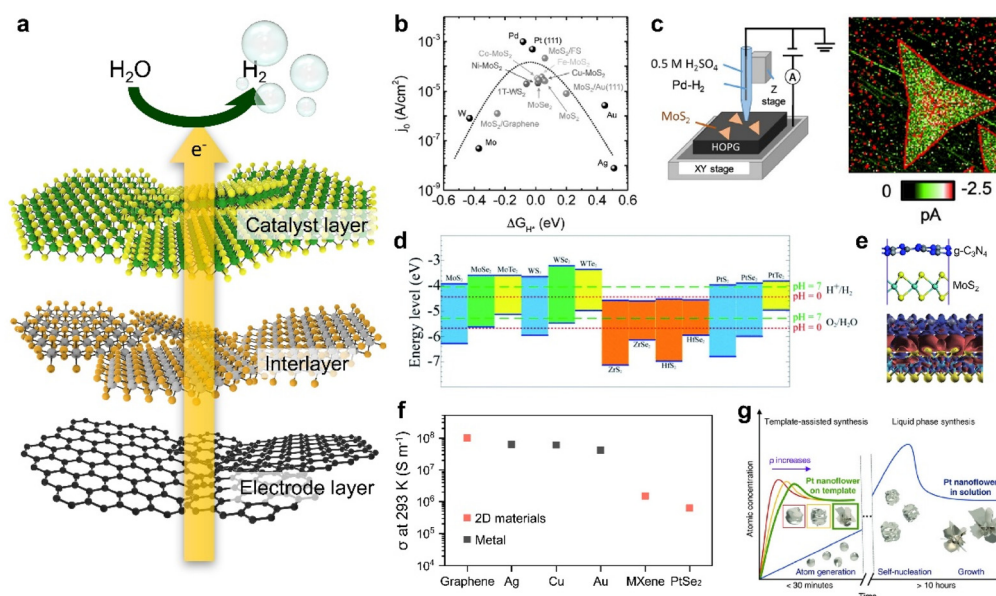 a
H₂O
H₂
e⁻
Catalyst layer
Interlayer
Electrode layer
b
j₀ (A/cm²)
10⁻¹
10⁻³
10⁻⁵
10⁻⁷
10⁻⁹
Pd
Pt (111)
Co-MoS₂
MoS₂/FS
Ni-MoS₂
Fe-MoS₂
Cu-MoS₂
1T-WS₂
MoS₂/Au(111)
MoSe₂
MoS₂
MoS₂/Graphene
W
Mo
Au
Ag
-0.4 -0.2 0.0 0.2 0.4 0.6
ΔG_H* (eV)
c
0.5 M H₂SO₄
Pd-H₂
Z
stage
A
MoS₂
HOPG
XY stage
0 -2.5
pA
d
Energy level (eV)
-3
-4
-5
-6
-7
MoS₂ MoSe₂ MoTe₂ WS₂ WSe₂ WTe₂
ZrS₂ ZrSe₂ HfS₂ HfSe₂
PtS₂ PtSe₂ PtTe₂
pH = 7
pH = 0
H⁺/H₂
pH = 7
pH = 0
O₂/H₂O
e
g-C₃N₄
MoS₂
f
σ at 293 K (S m⁻¹)
10⁸
10⁷
10⁶
10⁵
10⁴
2D materials
Metal
Graphene Ag Cu Au MXene PtSe₂
g
Template-assisted synthesis
Liquid phase synthesis
ρ increases
Pt nanoflower
on template
Pt nanoflower
in solution
Atomic concentration
Atom generation
Self-nucleation
Growth
< 30 minutes
> 10 hours
Time